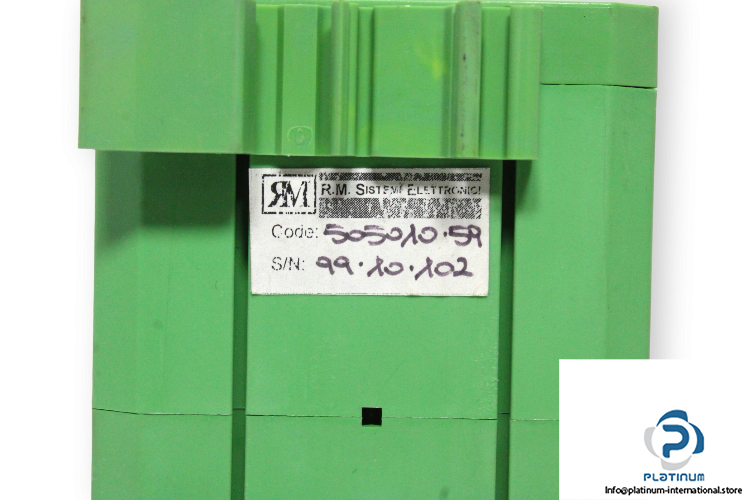 RM R.M. SISTEMI ELETTRONICI
Code: 505010.59
S/N: 99.10.102
PLATINUM
Info@platinum-international.store